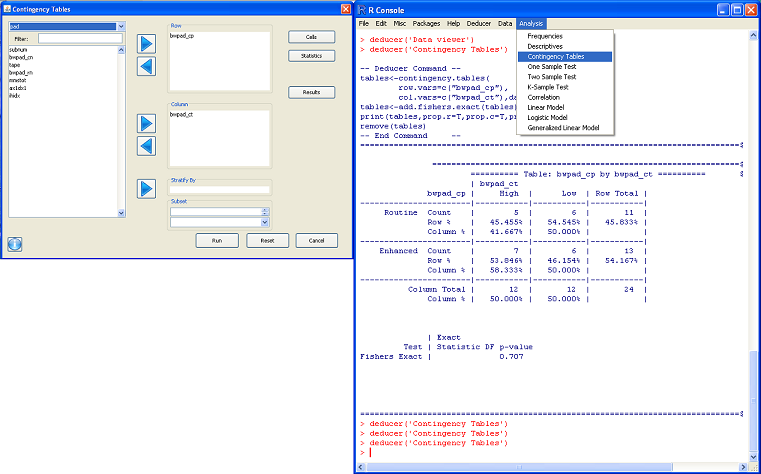 Contingency Tables
pad
Filter:
subnum
bwpad_cn
tape
bwpad_rn
mmstat
ax1dx1
ihidx
Row
bwpad_cp
Column
bwpad_ct
Stratify By
Subset
Cells
Statistics
Results
Run Reset Cancel
R Console
File Edit Misc Packages Help Deducer Data Analysis
Frequencies
Descriptives
Contingency Tables
One Sample Test
Two Sample Test
K-Sample Test
Correlation
Linear Model
Logistic Model
Generalized Linear Model
> deducer('Data viewer')
> deducer('Contingency Tables')
-- Deducer Command --
tables<-contingency.tables(
row.vars=c("bwpad_cp"),
col.vars=c("bwpad_ct"),da
tables<-add.fishers.exact(tables)
print(tables,prop.r=T,prop.c=T,pr
remove(tables)
-- End Command --
==================================================================================$
==================================================================$
========== Table: bwpad_cp by bwpad_ct ========== $
| bwpad_ct
bwpad_cp | High | Low | Row Total |
Routine Count | 5 | 6 | 11 |
Row % | 45.455% | 54.545% | 45.833% |
Column % | 41.667% | 50.000% | |
Enhanced Count | 7 | 6 | 13 |
Row % | 53.846% | 46.154% | 54.167% |
Column % | 58.333% | 50.000% | |
Column Total | 12 | 12 | 24 |
Column % | 50.000% | 50.000% | |
| Exact
Test | Statistic DF p-value
Fishers Exact | 0.707
==================================================================================$
> deducer('Contingency Tables')
> deducer('Contingency Tables')
> deducer('Contingency Tables')
>